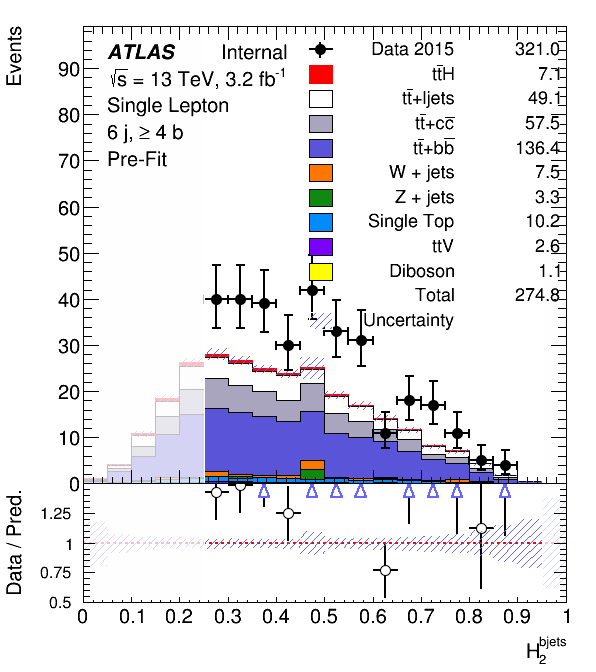 ATLAS Internal
√s = 13 TeV, 3.2 fb⁻¹
Single Lepton
6 j, ≥ 4 b
Pre-Fit
Data 2015 321.0
tt̄H 7.1
tt̄+ljets 49.1
tt̄+cc̄ 57.5
tt̄+bb̄ 136.4
W + jets 7.5
Z + jets 3.3
Single Top 10.2
ttV 2.6
Diboson 1.1
Total 274.8
Uncertainty
Events
90
80
70
60
50
40
30
20
10
0
Data / Pred.
1.25
1
0.75
0.5
0 0.1 0.2 0.3 0.4 0.5 0.6 0.7 0.8 0.9 1
H₂^bjets